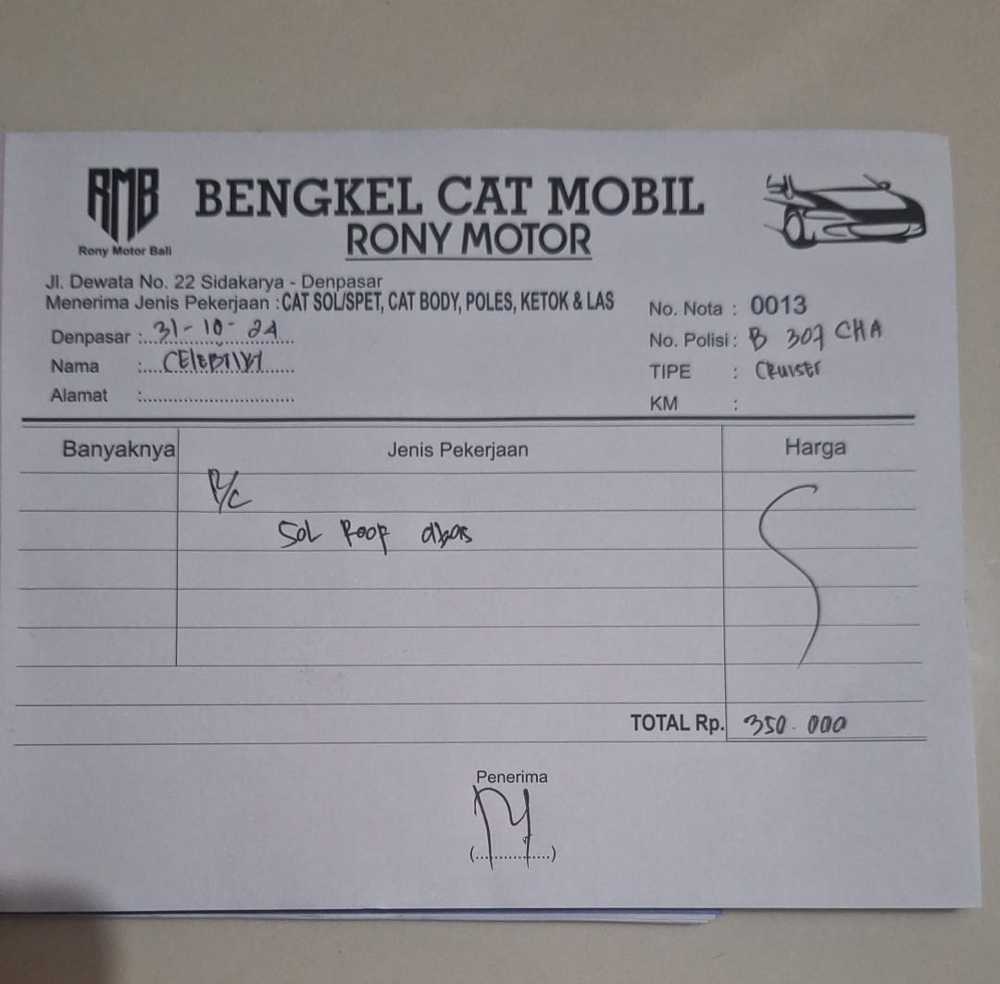 RMB
Rony Motor Bali
BENGKEL CAT MOBIL
RONY MOTOR
Jl. Dewata No. 22 Sidakarya - Denpasar
Menerima Jenis Pekerjaan : CAT SOL/SPET, CAT BODY, POLES, KETOK & LAS
Denpasar : 31-10-24
Nama :
Alamat :
No. Nota : 0013
No. Polisi : B 307 CHA
TIPE : CRUISER
KM :
Banyaknya Jenis Pekerjaan Harga
P/C
SOL ROOF
TOTAL Rp. 350.000
Penerima
(...............)